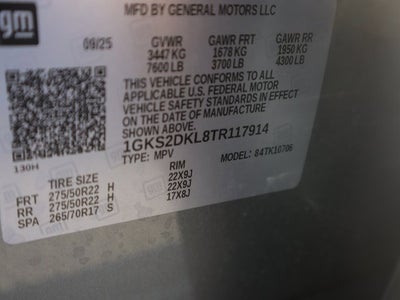 gm
MFD BY GENERAL MOTORS LLC
09/25 GVWR GAWR FRT GAWR RR
3447 KG 1678 KG 1950 KG
7600 LB 3700 LB 4300 LB
THIS VEHICLE CONFORMS TO ALL
APPLICABLE U.S. FEDERAL MOTOR
VEHICLE SAFETY STANDARDS IN EFFECT
ON THE DATE OF MANUFACTURE
SHOWN ABOVE.
1GKS2DKL8TR117914
130H TYPE: MPV MODEL: 84TK10706
TIRE SIZE RIM
FRT 275/50R22 H 22X9J
RR 275/50R22 H 22X9J
SPA 265/70R17 S 17X8J